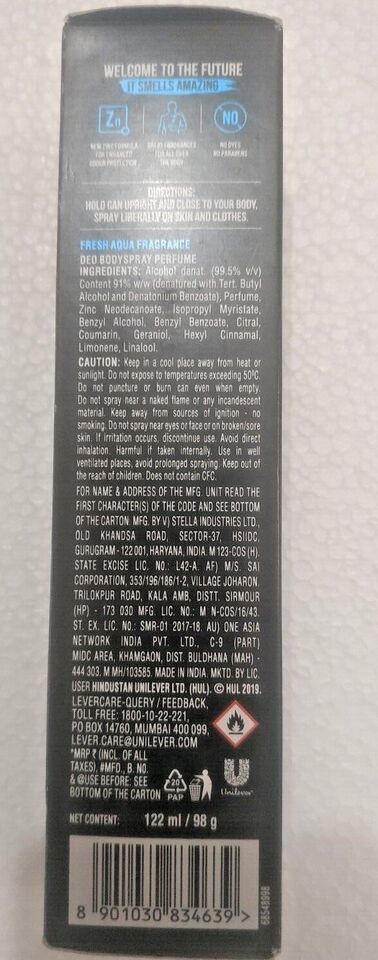 WELCOME TO THE FUTURE
IT SMELLS AMAZING
Zn
NO
NEW ZINC FORMULA
FOR ENHANCED
ODOUR PROTECTION
GREAT FRAGRANCES
FOR ALL OVER
THE BODY
NO DYES
NO PARABENS
DIRECTIONS:
HOLD CAN UPRIGHT AND CLOSE TO YOUR BODY,
SPRAY LIBERALLY ON SKIN AND CLOTHES.
FRESH AQUA FRAGRANCE
DEO BODYSPRAY PERFUME
INGREDIENTS: Alcohol denat. (99.5% v/v)
Content 91% w/w (denatured with Tert. Butyl
Alcohol and Denatonium Benzoate), Perfume,
Zinc Neodecanoate, Isopropyl Myristate,
Benzyl Alcohol, Benzyl Benzoate, Citral,
Coumarin, Geraniol, Hexyl Cinnamal,
Limonene, Linalool.
CAUTION: Keep in a cool place away from heat or
sunlight. Do not expose to temperatures exceeding 50ºC.
Do not puncture or burn can even when empty.
Do not spray near a naked flame or any incandescent
material. Keep away from sources of ignition - no
smoking. Do not spray near eyes or face or on broken/sore
skin. If irritation occurs, discontinue use. Avoid direct
inhalation. Harmful if taken internally. Use in well
ventilated places, avoid prolonged spraying. Keep out of
the reach of children. Does not contain CFC.
FOR NAME & ADDRESS OF THE MFG. UNIT READ THE
FIRST CHARACTER(S) OF THE CODE AND SEE BOTTOM
OF THE CARTON. MFG. BY V) STELLA INDUSTRIES LTD.,
OLD KHANDSA ROAD, SECTOR-37, HSIIDC,
GURUGRAM - 122 001, HARYANA, INDIA. M 123-COS (H).
STATE EXCISE LIC. NO.: L42-A. AF) M/S. SAI
CORPORATION, 353/196/186/1-2, VILLAGE JOHARON,
TRILOKPUR ROAD, KALA AMB, DISTT. SIRMOUR
(HP) - 173 030 MFG. LIC. NO.: M N-COS/16/43.
ST. EX. LIC. NO.: SMR-01 2017-18. AU) ONE ASIA
NETWORK INDIA PVT. LTD., C-9 (PART)
MIDC AREA, KHAMGAON, DIST. BULDHANA (MAH) -
444 303. M MH/103585. MADE IN INDIA. MKTD. BY LIC.
USER HINDUSTAN UNILEVER LTD. (HUL). © HUL 2019.
LEVERCARE-QUERY / FEEDBACK,
TOLL FREE: 1800-10-22-221,
PO BOX 14760, MUMBAI 400 099,
LEVER.CARE@UNILEVER.COM
*MRP ₹ (INCL. OF ALL
TAXES), #MFD., B. NO.
& @USE BEFORE: SEE
BOTTOM OF THE CARTON
20
PAP
Unilever
NET CONTENT: 122 ml / 98 g
68548998
8 901030 834639 >